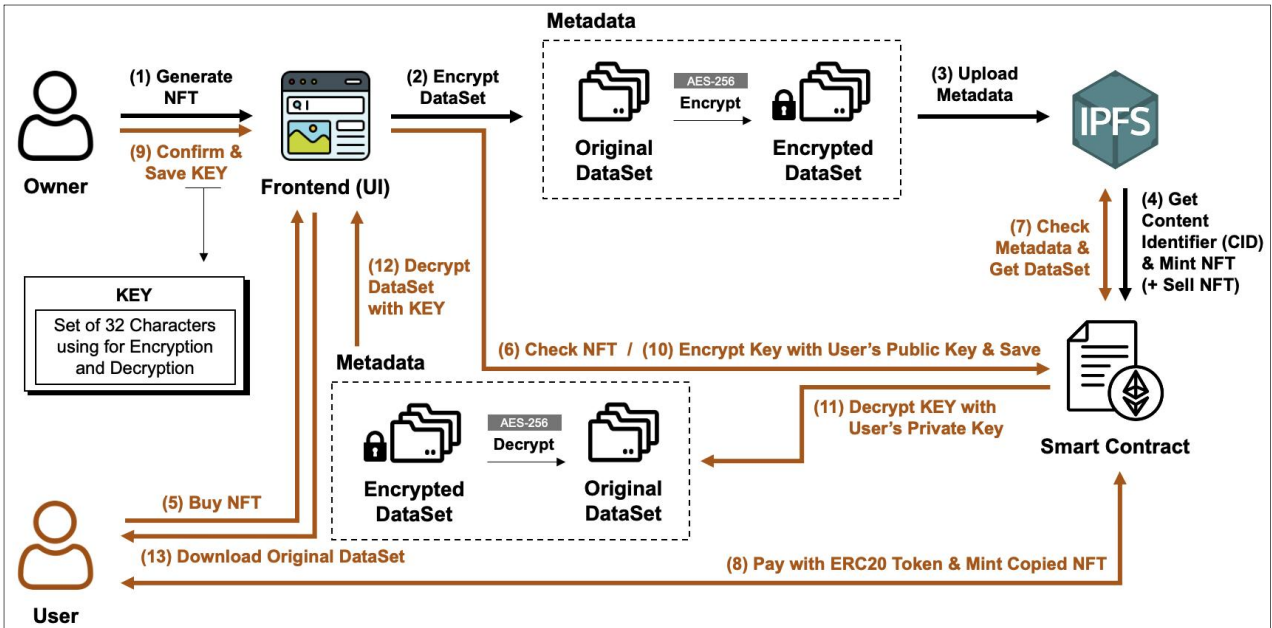 Metadata
(1) Generate
NFT
(2) Encrypt
DataSet
AES-256
Encrypt
Original
DataSet
Encrypted
DataSet
(3) Upload
Metadata
IPFS
Owner
(9) Confirm &
Save KEY
Frontend (UI)
KEY
Set of 32 Characters
using for Encryption
and Decryption
(12) Decrypt
DataSet
with KEY
(7) Check
Metadata &
Get DataSet
(4) Get
Content
Identifier (CID)
& Mint NFT
(+ Sell NFT)
(6) Check NFT / (10) Encrypt Key with User's Public Key & Save
Metadata
AES-256
Decrypt
Encrypted
DataSet
Original
DataSet
(11) Decrypt KEY with
User's Private Key
Smart Contract
(5) Buy NFT
(13) Download Original DataSet
(8) Pay with ERC20 Token & Mint Copied NFT
User